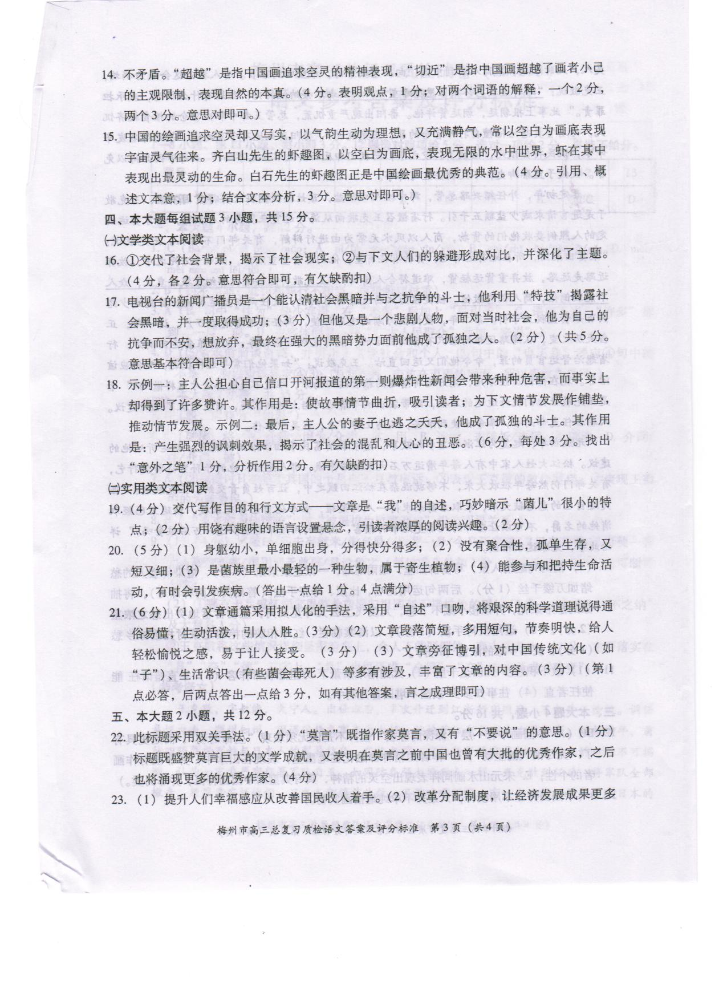 14. 不矛盾。“超越”是指中国画追求空灵的精神表现，“切近”是指中国画超越了画者小己
的主观限制，表现自然的本真。（4分。表明观点，1分；对两个词语的解释，一个2分，
两个3分。意思对即可。）
15. 中国的绘画追求空灵却又写实，以气韵生动为理想，又充满静气，常以空白为画底表现
宇宙灵气往来。齐白山先生的虾趣图，以空白为画底，表现无限的水中世界，虾在其中
表现出最灵动的生命。白石先生的虾趣图正是中国绘画最优秀的典范。（4分。引用、概
述文本意，1分；结合文本分析，3分。意思对即可。）
四、本大题每组试题3小题，共15分。
㈠文学类文本阅读
16. ①交代了社会背景，揭示了社会现实；②与下文人们的躲避形成对比，并深化了主题。
（4分，各2分。意思符合即可，有欠缺酌扣）
17. 电视台的新闻广播员是一个能认清社会黑暗并与之抗争的斗士，他利用“特技”揭露社
会黑暗，并一度取得成功；（3分）但他又是一个悲剧人物，面对当时社会，他为自己的
抗争而不安，想放弃，最终在强大的黑暗势力面前他成了孤独之人。（2分）（共5分。
意思基本符合即可）
18. 示例一：主人公担心自己信口开河报道的第一则爆炸性新闻会带来种种危害，而事实上
却得到了许多赞许。其作用是：使故事情节曲折，吸引读者；为下文情节发展作铺垫，
推动情节发展。示例二：最后，主人公的妻子也逃之夭夭，他成了孤独的斗士。其作用
是：产生强烈的讽刺效果，揭示了社会的混乱和人心的丑恶。（6分，每处3分。找出
“意外之笔”1分，分析作用2分。有欠缺酌扣）
㈡实用类文本阅读
19.（4分）交代写作目的和行文方式——文章是“我”的自述，巧妙暗示“菌儿”很小的特
点；（2分）用饶有趣味的语言设置悬念，引读者浓厚的阅读兴趣。（2分）
20.（5分）（1）身躯幼小，单细胞出身，分得快分得多；（2）没有聚合性，孤单生存，又
短又细；（3）是菌族里最小最轻的一种生物，属于寄生植物；（4）能参与和把持生命活
动，有时会引发疾病。（答出一点给1分。4点满分）
21.（6分）（1）文章通篇采用拟人化的手法，采用“自述”口吻，将艰深的科学道理说得通
俗易懂，生动活泼，引人入胜。（3分）（2）文章段落简短，多用短句，节奏明快，给人
轻松愉悦之感，易于让人接受。（3分）（3）文章旁征博引，对中国传统文化（如
“子”）、生活常识（有些菌会毒死人）等多有涉及，丰富了文章的内容。（3分）（第1
点必答，后两点答出一点给3分，如有其他答案，言之成理即可）
五、本大题2小题，共12分。
22. 此标题采用双关手法。（1分）“莫言”既指作家莫言，又有“不要说”的意思。（1分）
标题既盛赞莫言巨大的文学成就，又表明在莫言之前中国也曾有大批的优秀作家，之后
也将涌现更多的优秀作家。（4分）
23.（1）提升人们幸福感应从改善国民收入着手。（2）改革分配制度，让经济发展成果更多
梅州市高三总复习质检语文答案及评分标准 第3页（共4页）